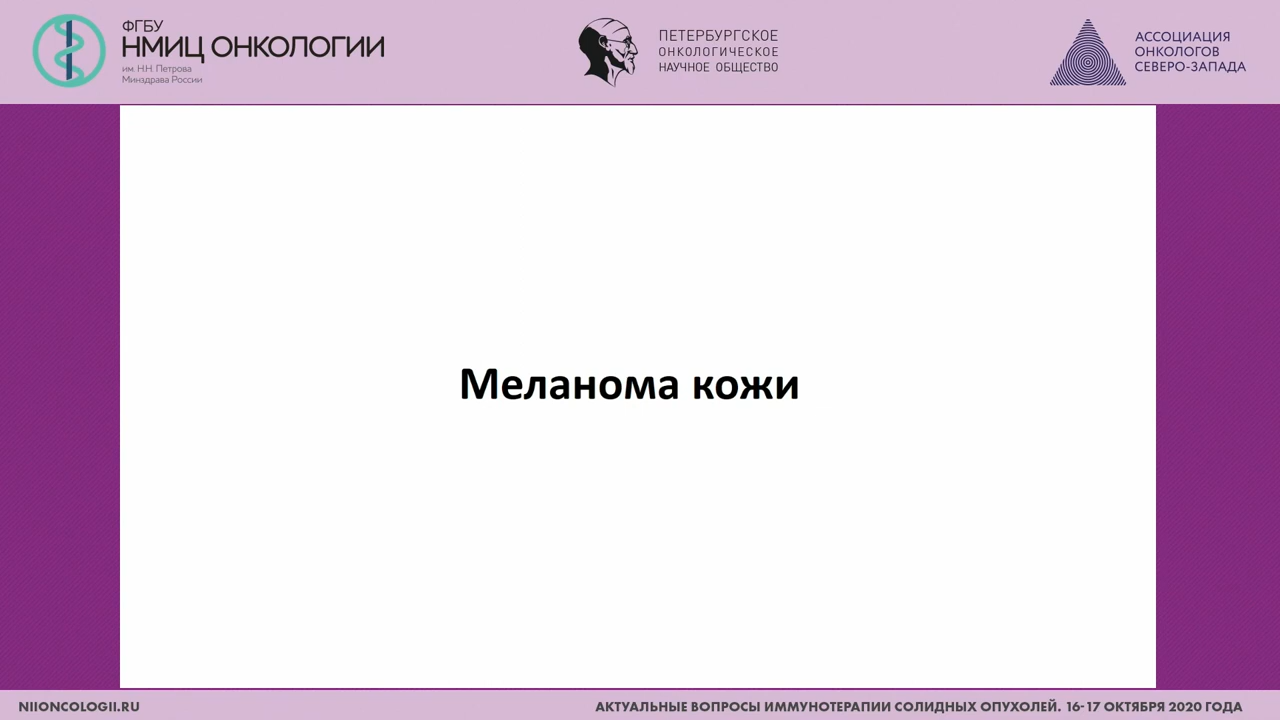 ФГБУ
НМИЦ ОНКОЛОГИИ
им. Н.Н. Петрова
Минздрава России
ПЕТЕРБУРГСКОЕ
ОНКОЛОГИЧЕСКОЕ
НАУЧНОЕ ОБЩЕСТВО
АССОЦИАЦИЯ
ОНКОЛОГОВ
СЕВЕРО-ЗАПАДА
Меланома кожи
NIIONCOLOGII.RU
АКТУАЛЬНЫЕ ВОПРОСЫ ИММУНОТЕРАПИИ СОЛИДНЫХ ОПУХОЛЕЙ. 16-17 ОКТЯБРЯ 2020 ГОДА